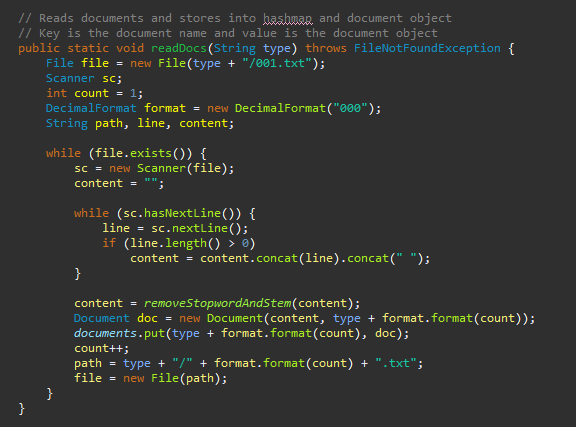 // Reads documents and stores into hashmap and document object
// Key is the document name and value is the document object
public static void readDocs(String type) throws FileNotFoundException {
    File file = new File(type + "/001.txt");
    Scanner sc;
    int count = 1;
    DecimalFormat format = new DecimalFormat("000");
    String path, line, content;

    while (file.exists()) {
        sc = new Scanner(file);
        content = "";

        while (sc.hasNextLine()) {
            line = sc.nextLine();
            if (line.length() > 0)
                content = content.concat(line).concat(" ");
        }

        content = removeStopwordAndStem(content);
        Document doc = new Document(content, type + format.format(count));
        documents.put(type + format.format(count), doc);
        count++;
        path = type + "/" + format.format(count) + ".txt";
        file = new File(path);
    }
}